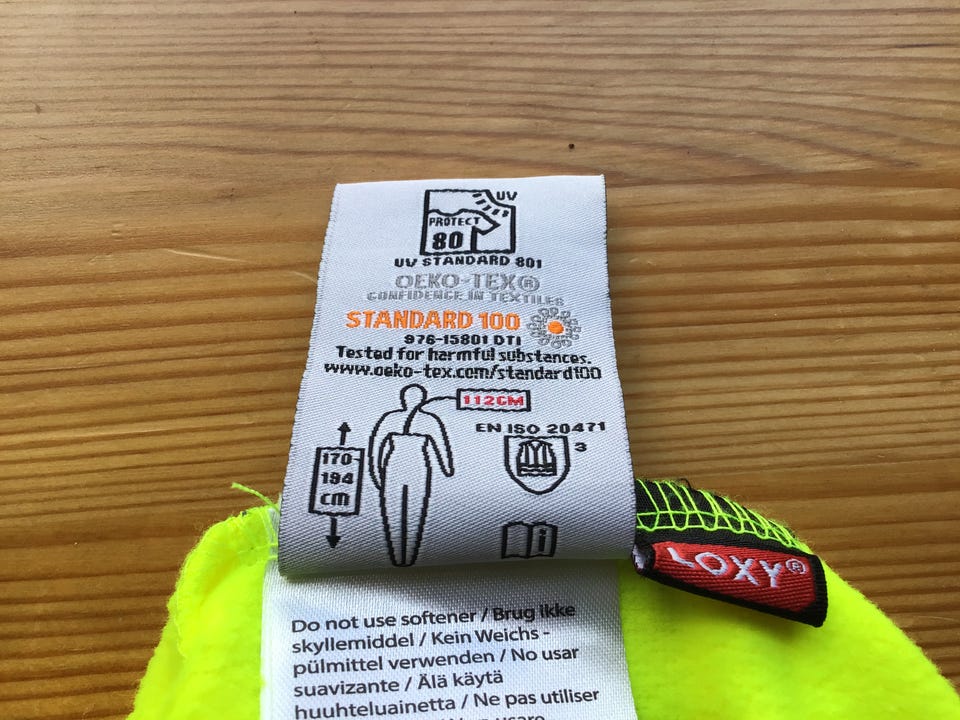 UV
PROTECT
80
UV STANDARD 801
OEKO-TEX®
CONFIDENCE IN TEXTILES
STANDARD 100
976-15801 DTI
Tested for harmful substances.
www.oeko-tex.com/standard100
112CM
EN ISO 20471
3
170-
194
cm
i
LOXY®
Do not use softener / Brug ikke
skyllemiddel / Kein Weichs -
pülmittel verwenden / No usar
suavizante / Älä käytä
huuhteluainetta / Ne pas utiliser